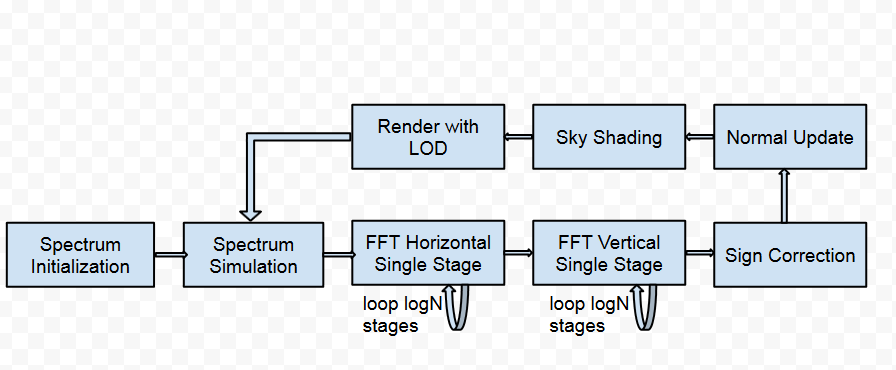 Render with
LOD
Sky Shading
Normal Update
Spectrum
Initialization
Spectrum
Simulation
FFT Horizontal
Single Stage
FFT Vertical
Single Stage
Sign Correction
loop logN
stages
loop logN
stages